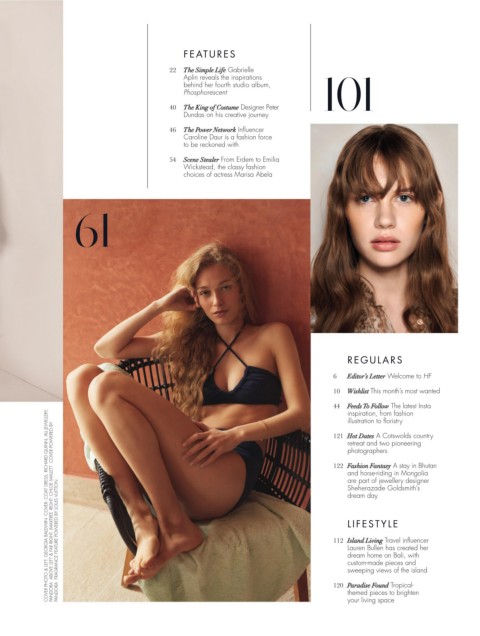 FEATURES
22 The Simple Life Gabrielle
Aplin reveals the inspirations
behind her fourth studio album,
Phosphorescent
40 The King of Costume Designer Peter
Dundas on his creative journey
46 The Power Network Influencer
Caroline Daur is a fashion force
to be reckoned with
34 Scene Stealer From Erdem to Emilia
Wickstead, the classy fashion
choices of actress Marisa Abela
101
61
REGULARS
6 Editor's Letter Welcome to HF
10 Wishlist This month's most wanted
44 Feeds To Follow The latest Insta
inspiration, from fashion
illustration to floristry
121 Hot Dates A Cotswolds country
retreat and two pioneering
photographers
122 Fashion Fantasy A stay in Bhutan
and horse-riding in Mongolia
are part of jewellery designer
Sheherazade Goldsmith's
dream day
LIFESTYLE
112 Island Living Travel influencer
Lauren Bullen has created her
dream home on Bali, with
custom-made pieces and
sweeping views of the island
120 Paradise Found Tropical-
themed pieces to brighten
your living space